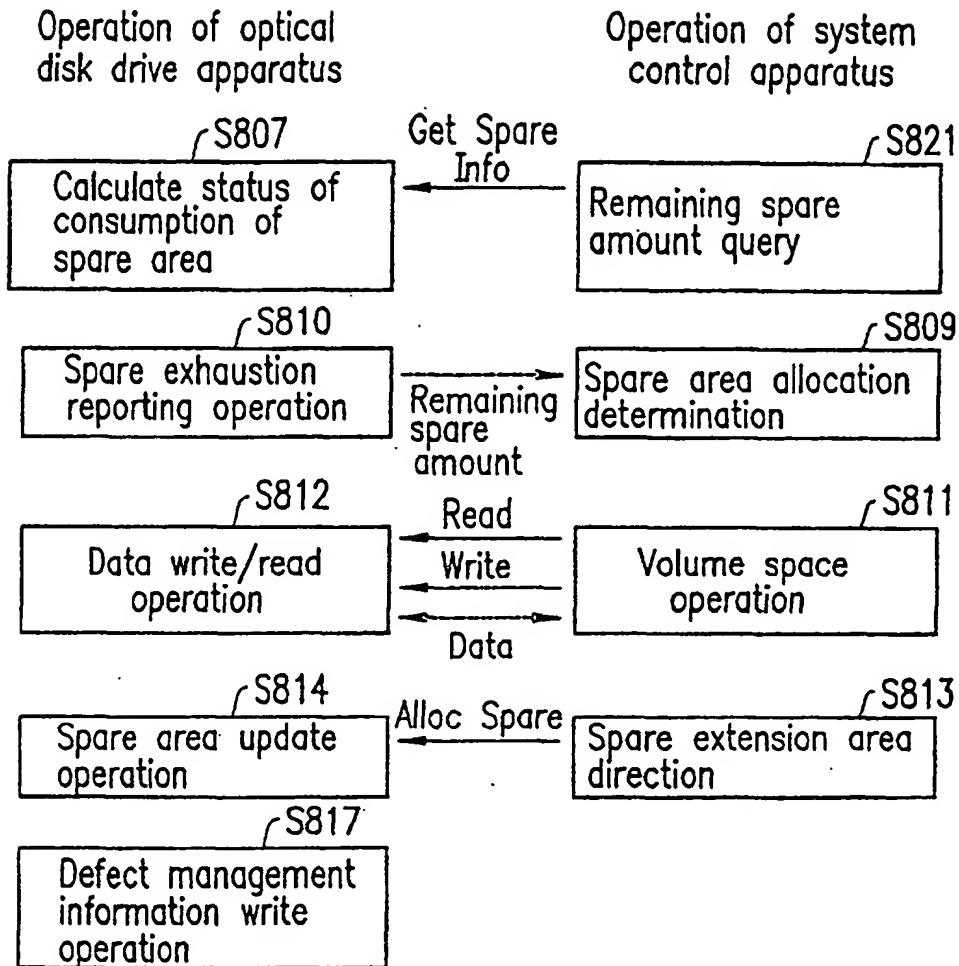 Operation of optical
disk drive apparatus
Operation of system
control apparatus
S807
Calculate status of
consumption of
spare area
Get Spare
Info
S821
Remaining spare
amount query
S810
Spare exhaustion
reporting operation
Remaining
spare
amount
S809
Spare area allocation
determination
S812
Data write/read
operation
Read
Write
Data
S811
Volume space
operation
S814
Spare area update
operation
Alloc Spare
S813
Spare extension area
direction
S817
Defect management
information write
operation